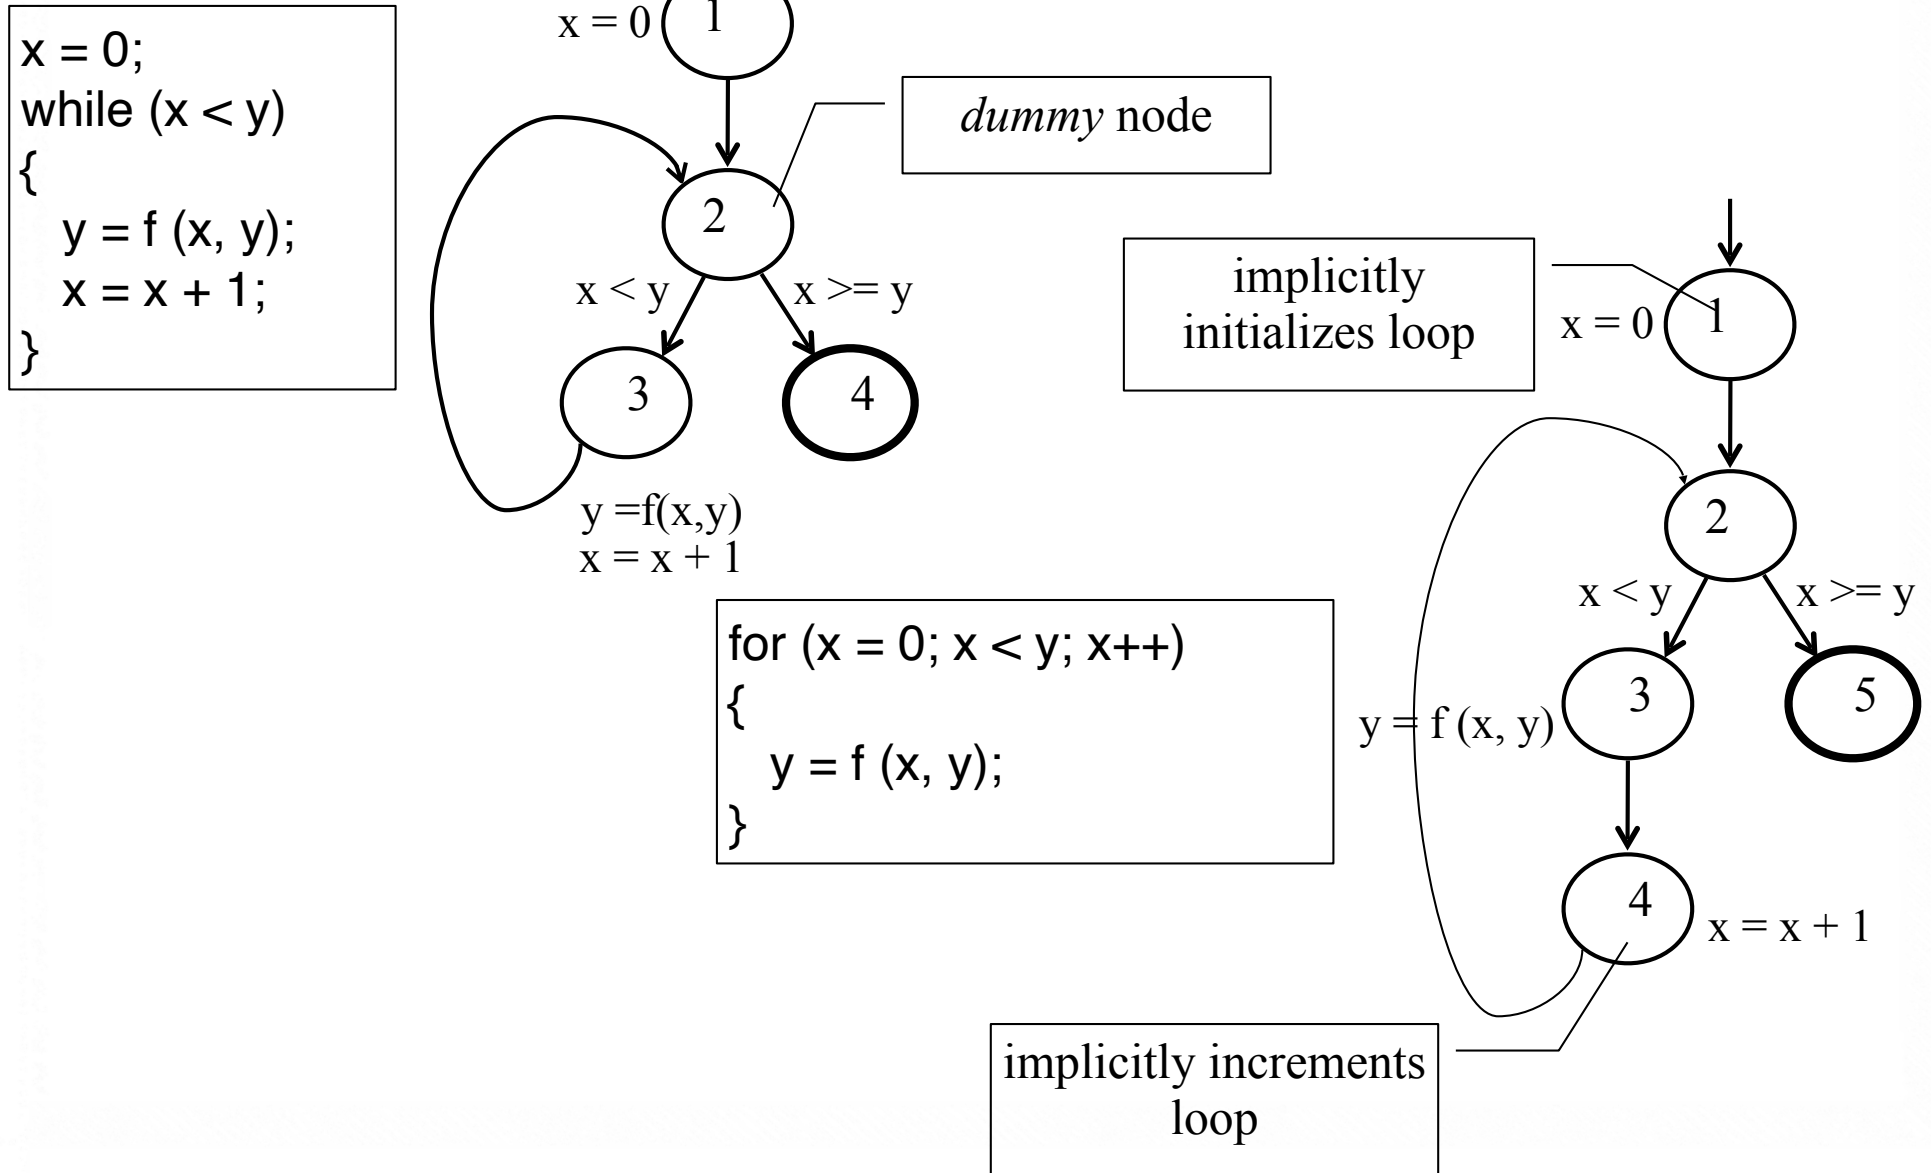 x = 0;
while (x < y)
{
y = f (x, y);
x = x + 1;
}
x = 0
1
dummy node
2
x < y
x >= y
3
4
y =f(x,y)
x = x + 1
implicitly
initializes loop
x = 0
1
2
x < y
x >= y
3
5
y = f (x, y)
4
x = x + 1
for (x = 0; x < y; x++)
{
y = f (x, y);
}
implicitly increments
loop